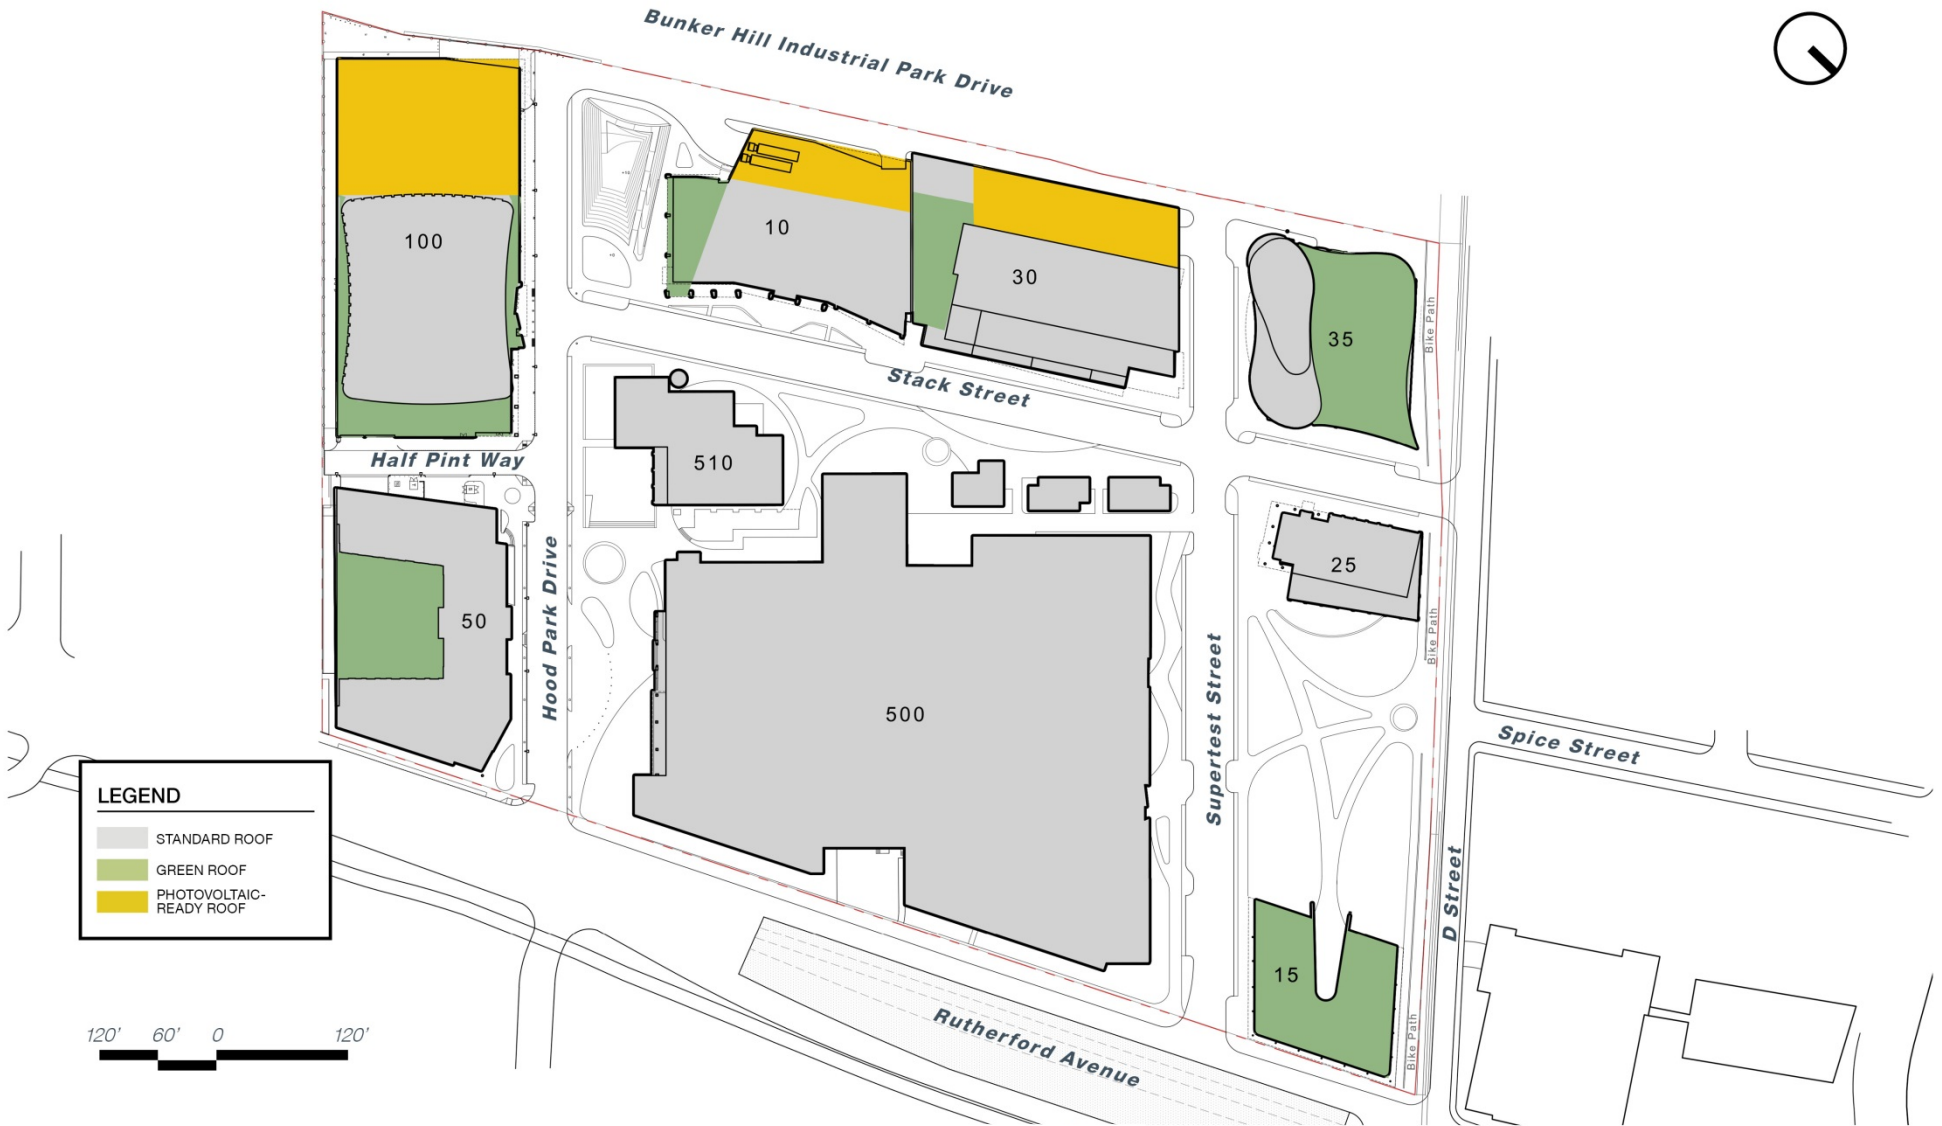 Bunker Hill Industrial Park Drive
100
10
30
35
Bike Path
Stack Street
Half Pint Way
510
25
50
Hood Park Drive
Bike Path
500
Supertest Street
Spice Street
D Street
LEGEND
STANDARD ROOF
GREEN ROOF
PHOTOVOLTAIC-
READY ROOF
15
Bike Path
Rutherford Avenue
120' 60' 0 120'